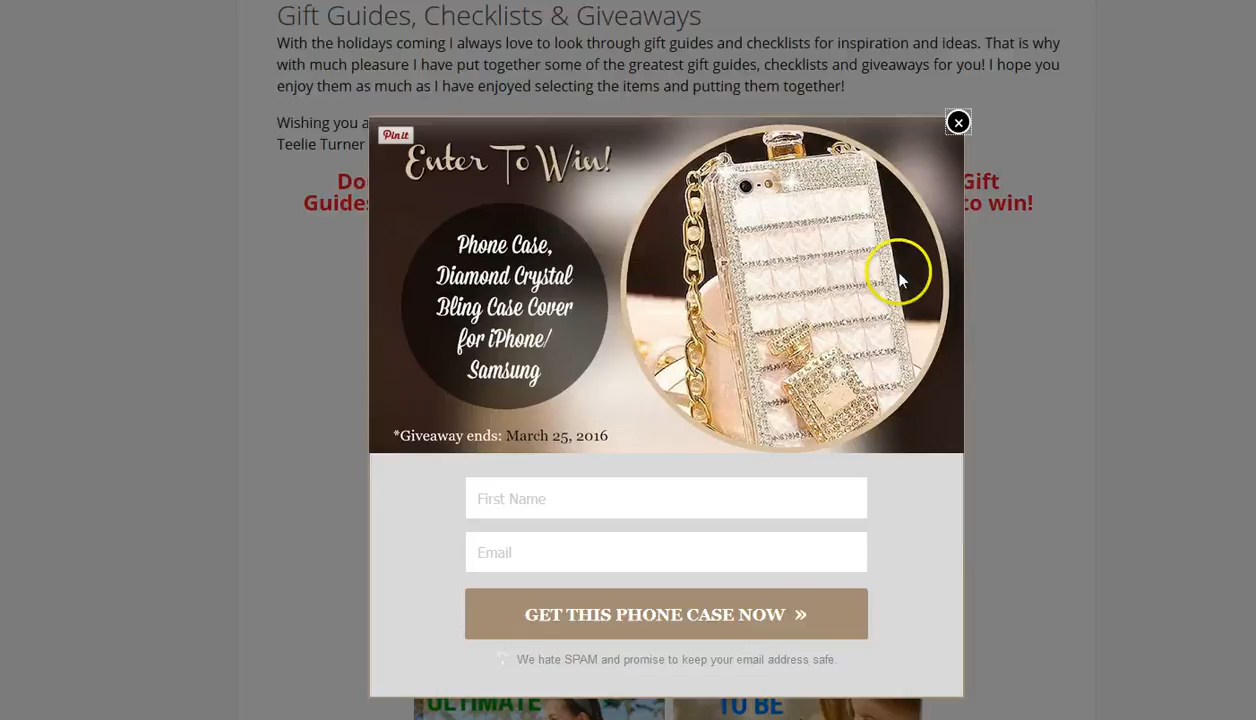 Gift Guides, Checklists & Giveaways
With the holidays coming I always love to look through gift guides and checklists for inspiration and ideas. That is why
with much pleasure I have put together some of the greatest gift guides, checklists and giveaways for you! I hope you
enjoy them as much as I have enjoyed selecting the items and putting them together!
Wishing you a
Teelie Turner
Gift
Guides
to win!
Pin it
Enter To Win!
Phone Case,
Diamond Crystal
Bling Case Cover
for iPhone/
Samsung
*Giveaway ends: March 25, 2016
First Name
Email
GET THIS PHONE CASE NOW »
We hate SPAM and promise to keep your email address safe.
ULTIMATE
TO BE